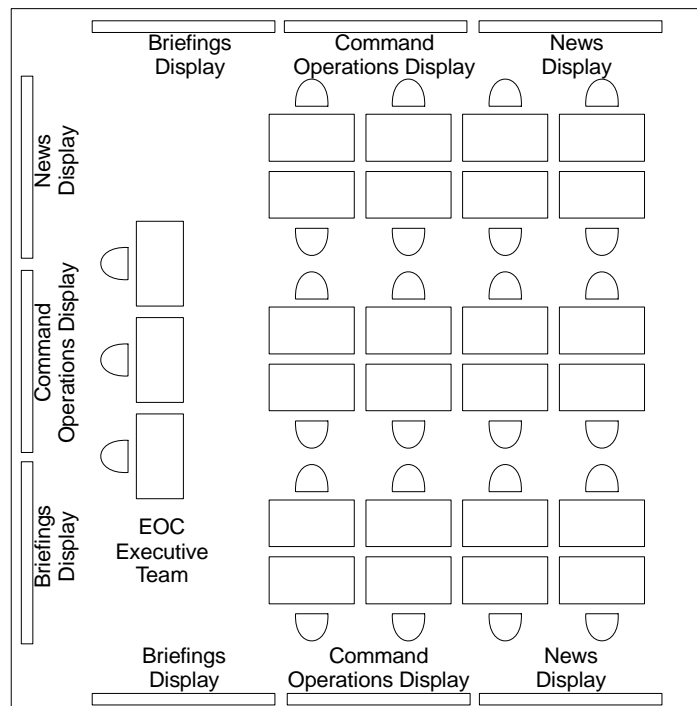 Briefings
Display
Command
Operations Display
News
Display
News
Display
Command
Operations Display
Briefings
Display
EOC
Executive
Team
Briefings
Display
Command
Operations Display
News
Display